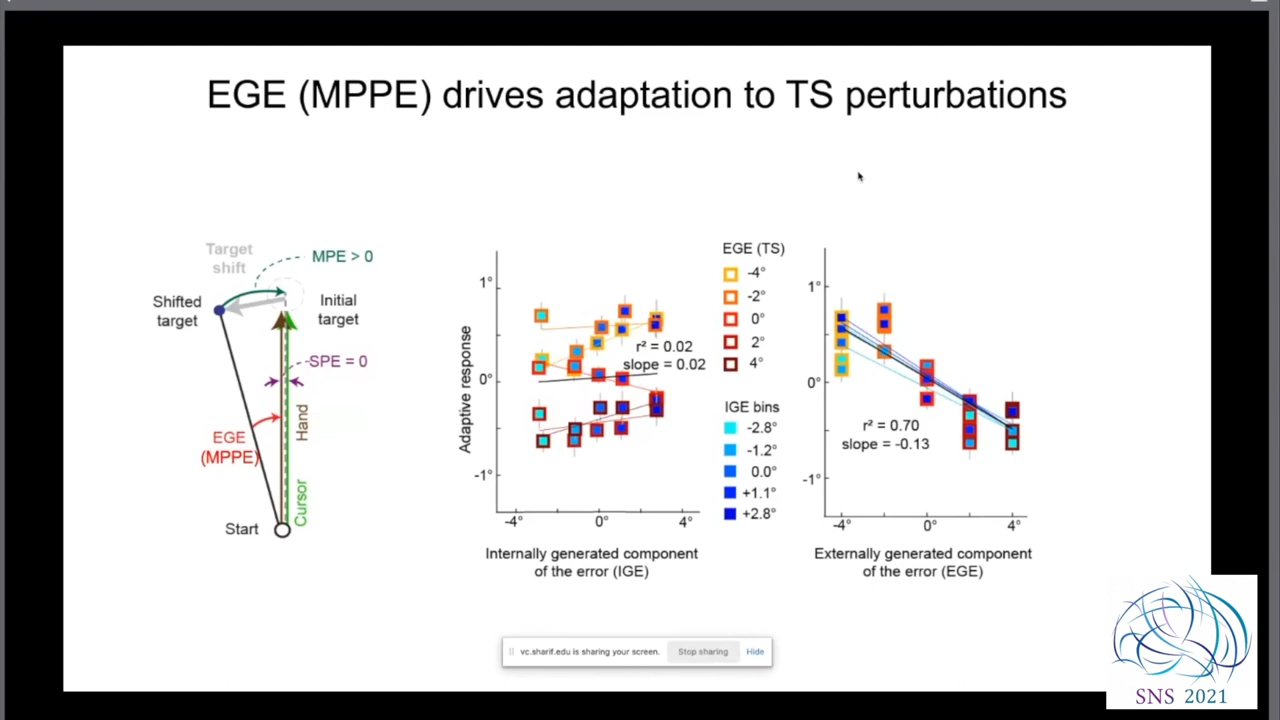 EGE (MPPE) drives adaptation to TS perturbations
Target
shift
MPE > 0
Shifted
target
Initial
target
SPE = 0
Hand
EGE
(MPPE)
Cursor
Start
Adaptive response
1°
0°
-1°
r² = 0.02
slope = 0.02
-4°
0°
4°
Internally generated component
of the error (IGE)
EGE (TS)
-4°
-2°
0°
2°
4°
IGE bins
-2.8°
-1.2°
0.0°
+1.1°
+2.8°
1°
0°
-1°
r² = 0.70
slope = -0.13
-4°
0°
4°
Externally generated component
of the error (EGE)
vc.sharif.edu is sharing your screen.
Stop sharing
Hide
SNS 2021